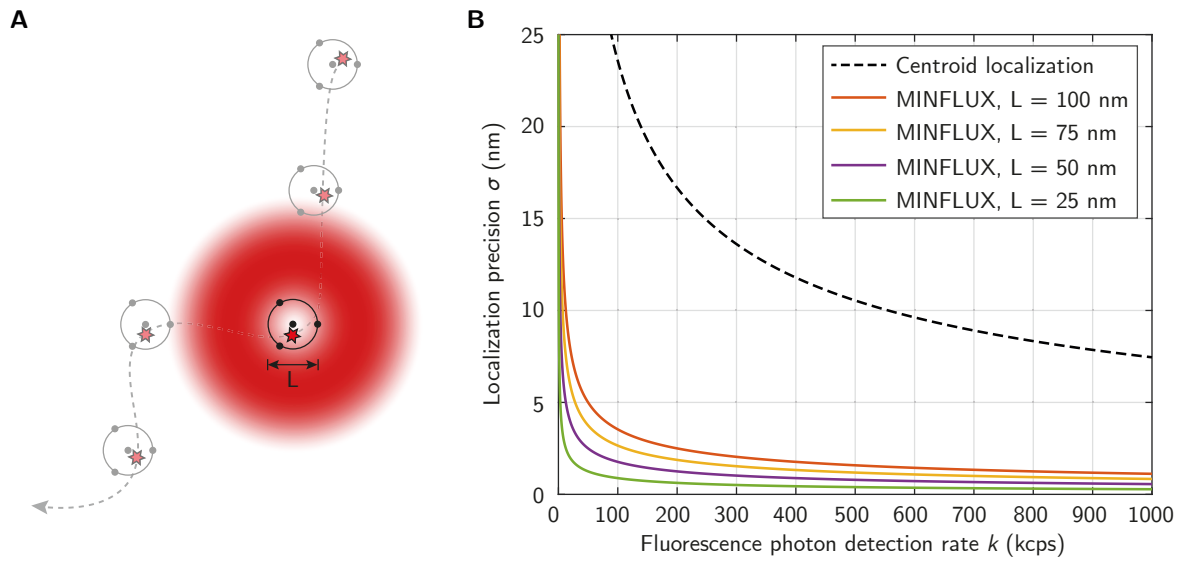 A
L
B
Localization precision σ (nm)
25
20
15
10
5
0
0 100 200 300 400 500 600 700 800 900 1000
Fluorescence photon detection rate k (kcps)
Centroid localization
MINFLUX, L = 100 nm
MINFLUX, L = 75 nm
MINFLUX, L = 50 nm
MINFLUX, L = 25 nm